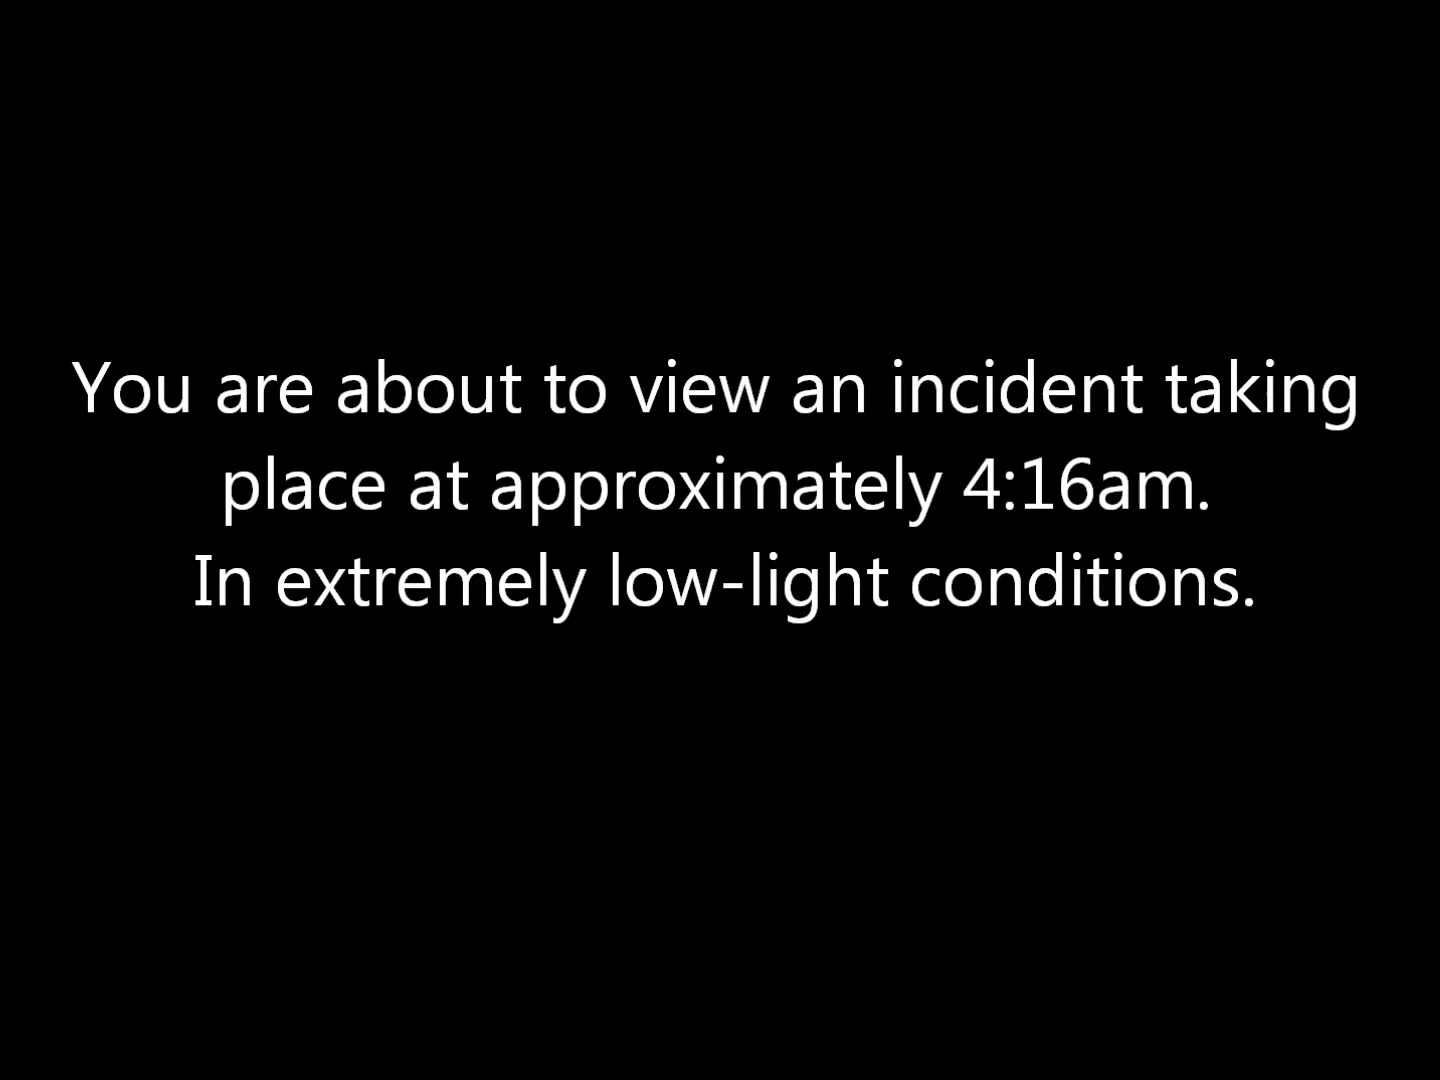 You are about to view an incident taking
place at approximately 4:16am.
In extremely low-light conditions.